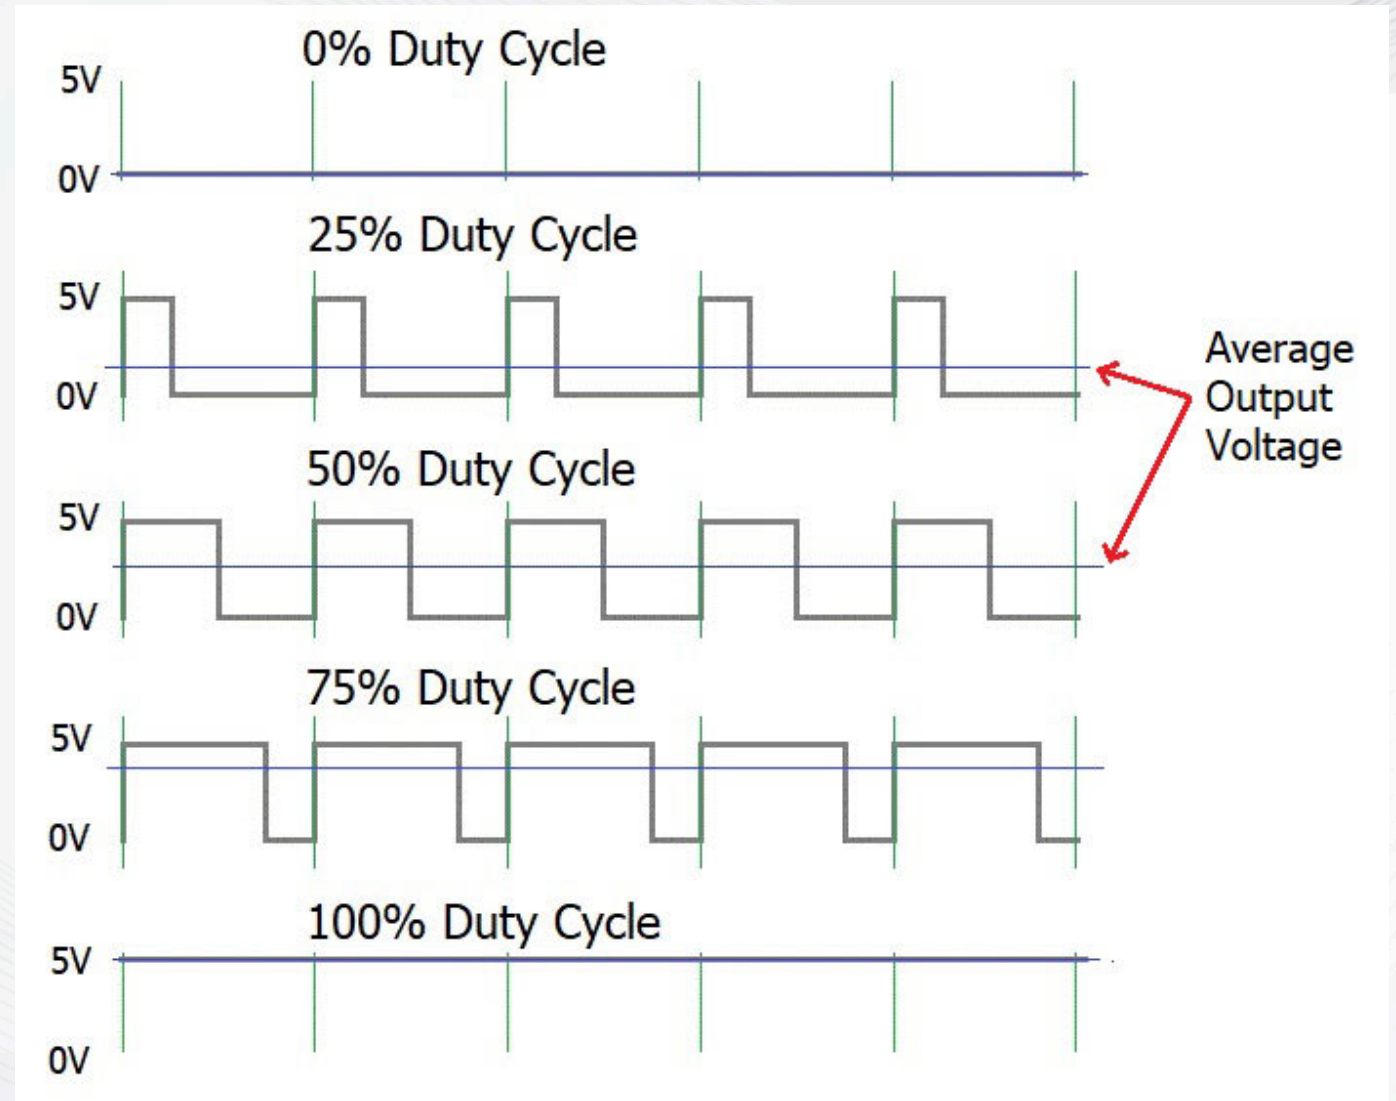 0% Duty Cycle
5V
0V
25% Duty Cycle
5V
0V
Average
Output
Voltage
50% Duty Cycle
5V
0V
75% Duty Cycle
5V
0V
100% Duty Cycle
5V
0V